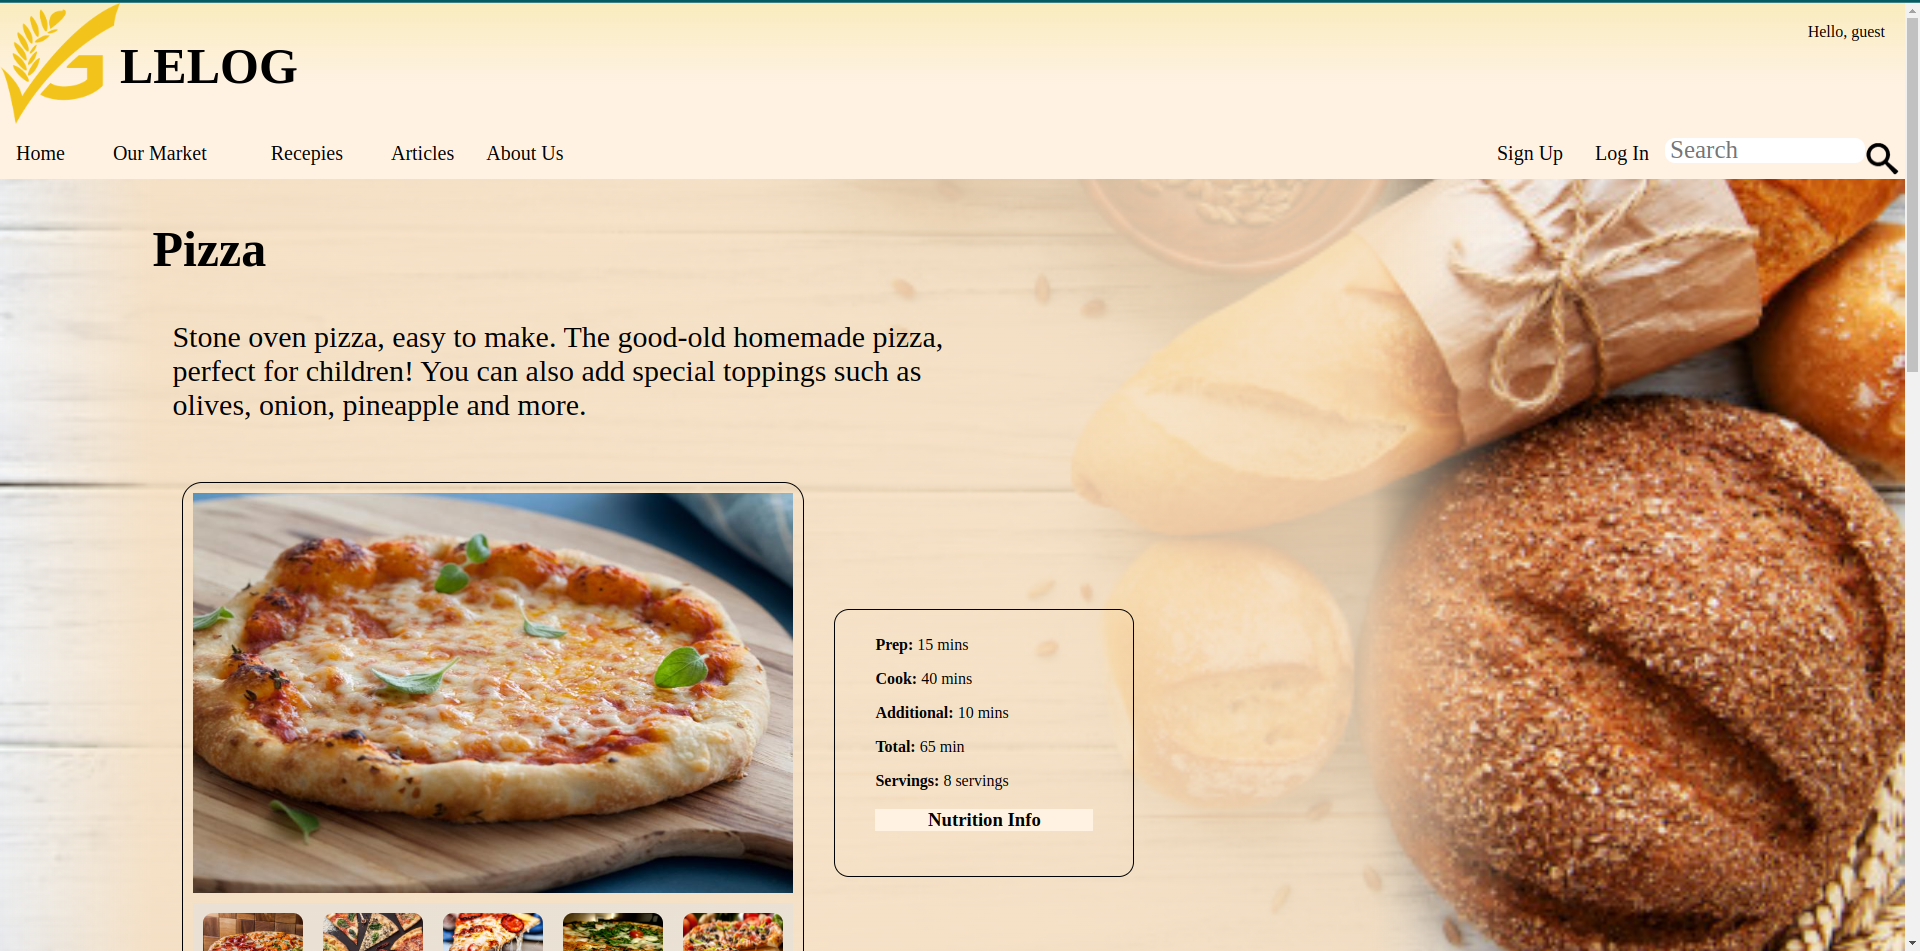 LELOG
Hello, guest
Home Our Market Recepies Articles About Us Sign Up Log In Search
Pizza
Stone oven pizza, easy to make. The good-old homemade pizza,
perfect for children! You can also add special toppings such as
olives, onion, pineapple and more.
Prep: 15 mins
Cook: 40 mins
Additional: 10 mins
Total: 65 min
Servings: 8 servings
Nutrition Info